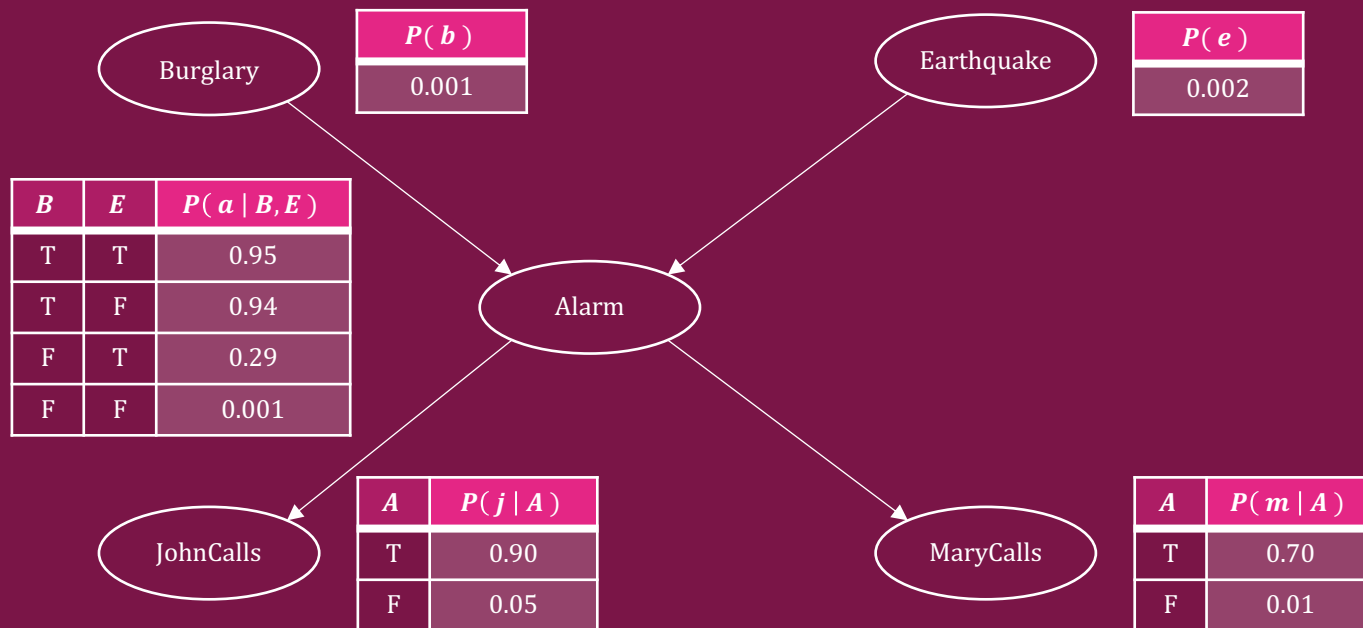 Burglary
P( b )
0.001
Earthquake
P( e )
0.002
B E P( a | B, E )
T T 0.95
T F 0.94
F T 0.29
F F 0.001
Alarm
JohnCalls
A P( j | A )
T 0.90
F 0.05
MaryCalls
A P( m | A )
T 0.70
F 0.01